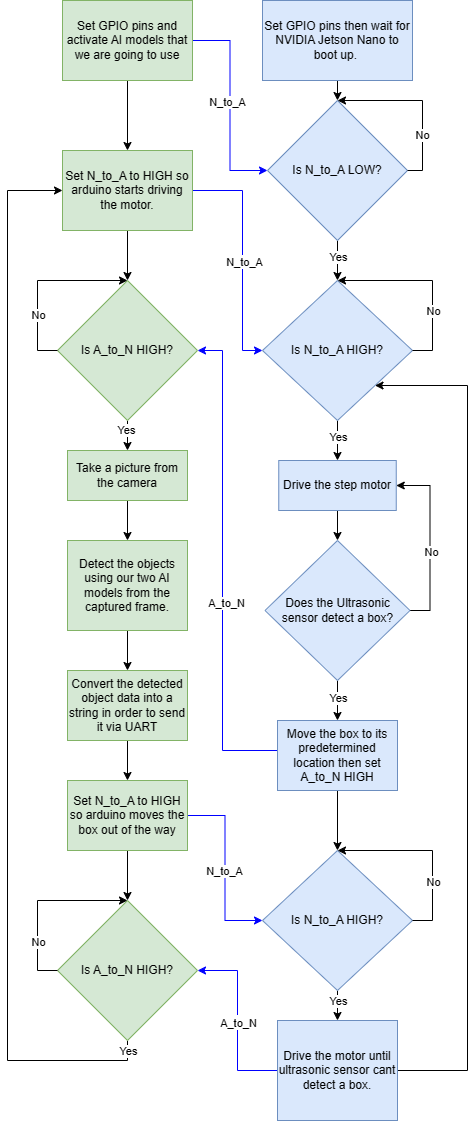 Set GPIO pins and
activate AI models that
we are going to use
Set GPIO pins then wait for
NVIDIA Jetson Nano to
boot up.
N_to_A
No
Is N_to_A LOW?
Set N_to_A to HIGH so
arduino starts driving
the motor.
Yes
N_to_A
No
No
Is A_to_N HIGH?
Is N_to_A HIGH?
Yes
Yes
Take a picture from
the camera
Drive the step motor
Detect the objects
using our two AI
models from the
captured frame.
No
A_to_N
Does the Ultrasonic
sensor detect a box?
Convert the detected
object data into a
string in order to send
it via UART
Yes
Move the box to its
predetermined
location then set
A_to_N HIGH
Set N_to_A to HIGH
so arduino moves the
box out of the way
N_to_A
No
Is N_to_A HIGH?
No
Is A_to_N HIGH?
Yes
A_to_N
Yes
Drive the motor until
ultrasonic sensor cant
detect a box.